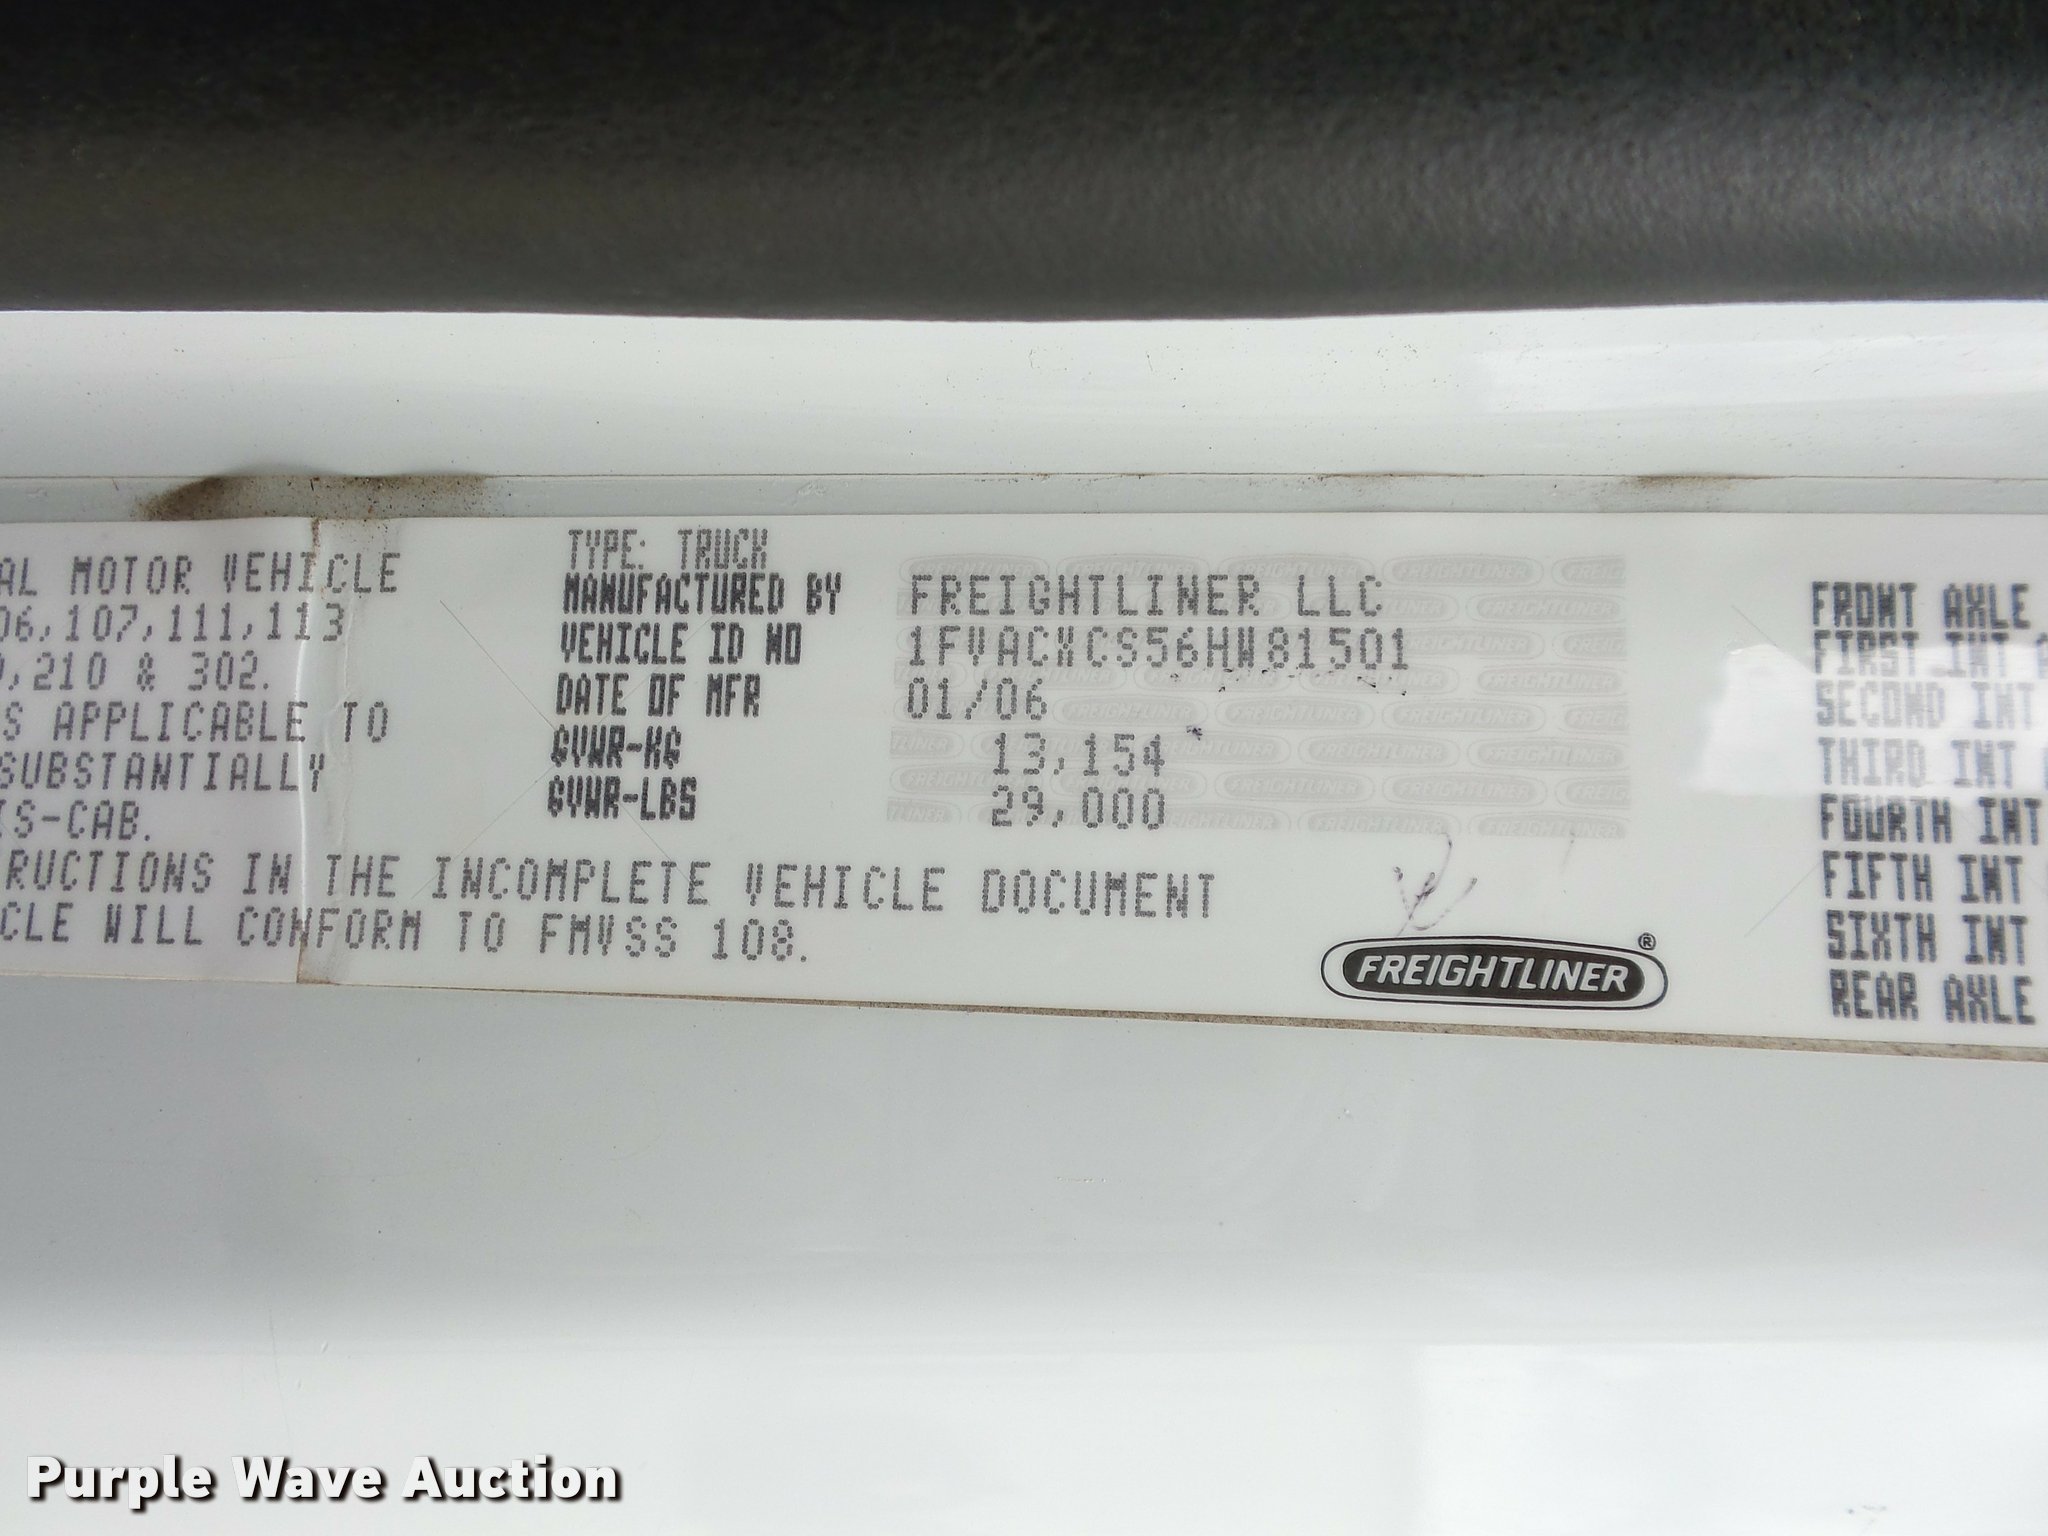 AL MOTOR VEHICLE
06,107,111,113
,210 & 302.
S APPLICABLE TO
SUBSTANTIALLY
IS-CAB.
RUCTIONS IN THE INCOMPLETE VEHICLE DOCUMENT
CLE WILL CONFORM TO FMVSS 108.
TYPE: TRUCK
MANUFACTURED BY FREIGHTLINER LLC
VEHICLE ID NO 1FVACXCS56HW81501
DATE OF MFR 01/06
GVWR-KG 13,154
GVWR-LBS 29,000
FREIGHTLINER®
FRONT AXLE
FIRST INT
SECOND INT
THIRD INT
FOURTH INT
FIFTH INT
SIXTH INT
REAR AXLE
Purple Wave Auction